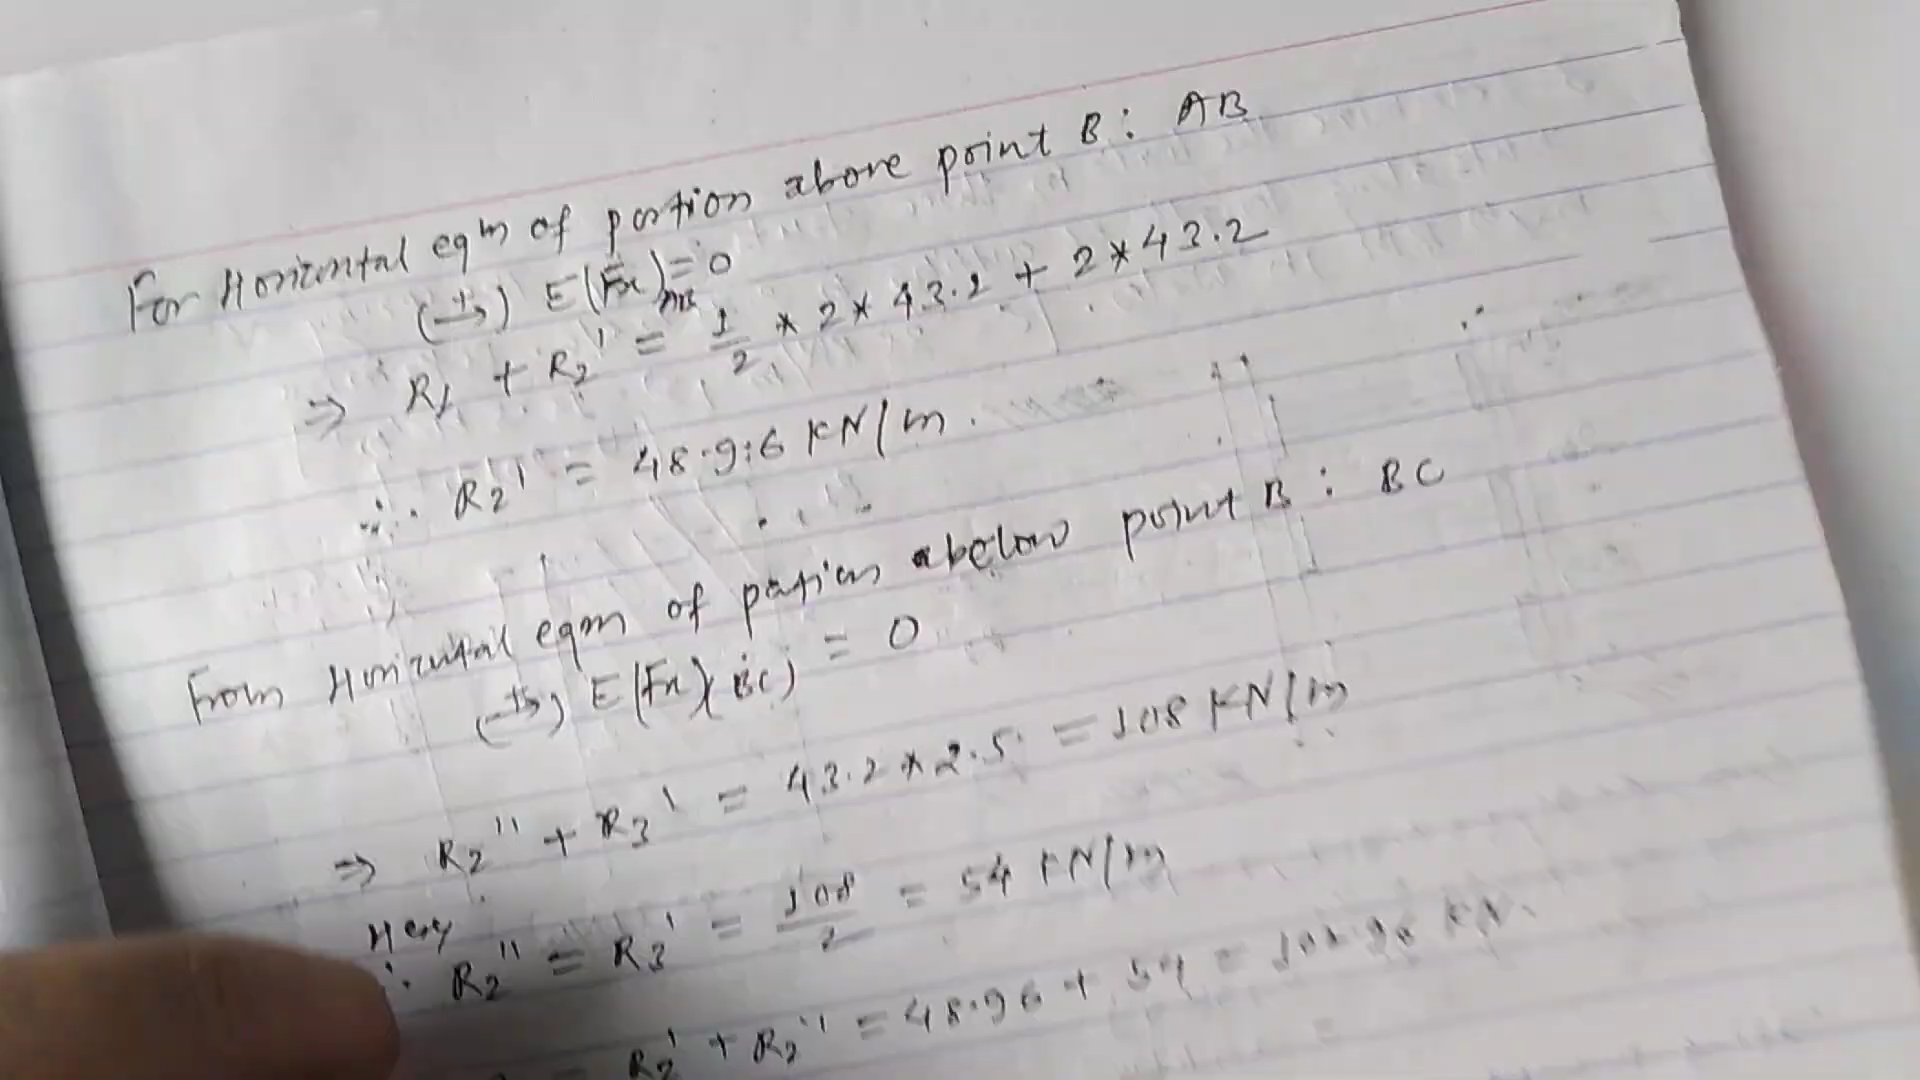 For Horizontal eqm of portion above point B : AB
(+→) Σ(Fx)AB = 0
⇒ R1 + R2' = 1/2 * 2 * 43.2 + 2 * 43.2
∴ R2' = 48.96 KN/m.
From Horizontal eqm of portion below point B : BC
(+→) Σ(Fx)(BC) = 0
⇒ R2'' + R3' = 43.2 * 2.5 = 108 KN/m
∴ R2'' = R3' = 108/2 = 54 KN/m
= R2' + R2'' = 48.96 + 54 = 102.96 KN.